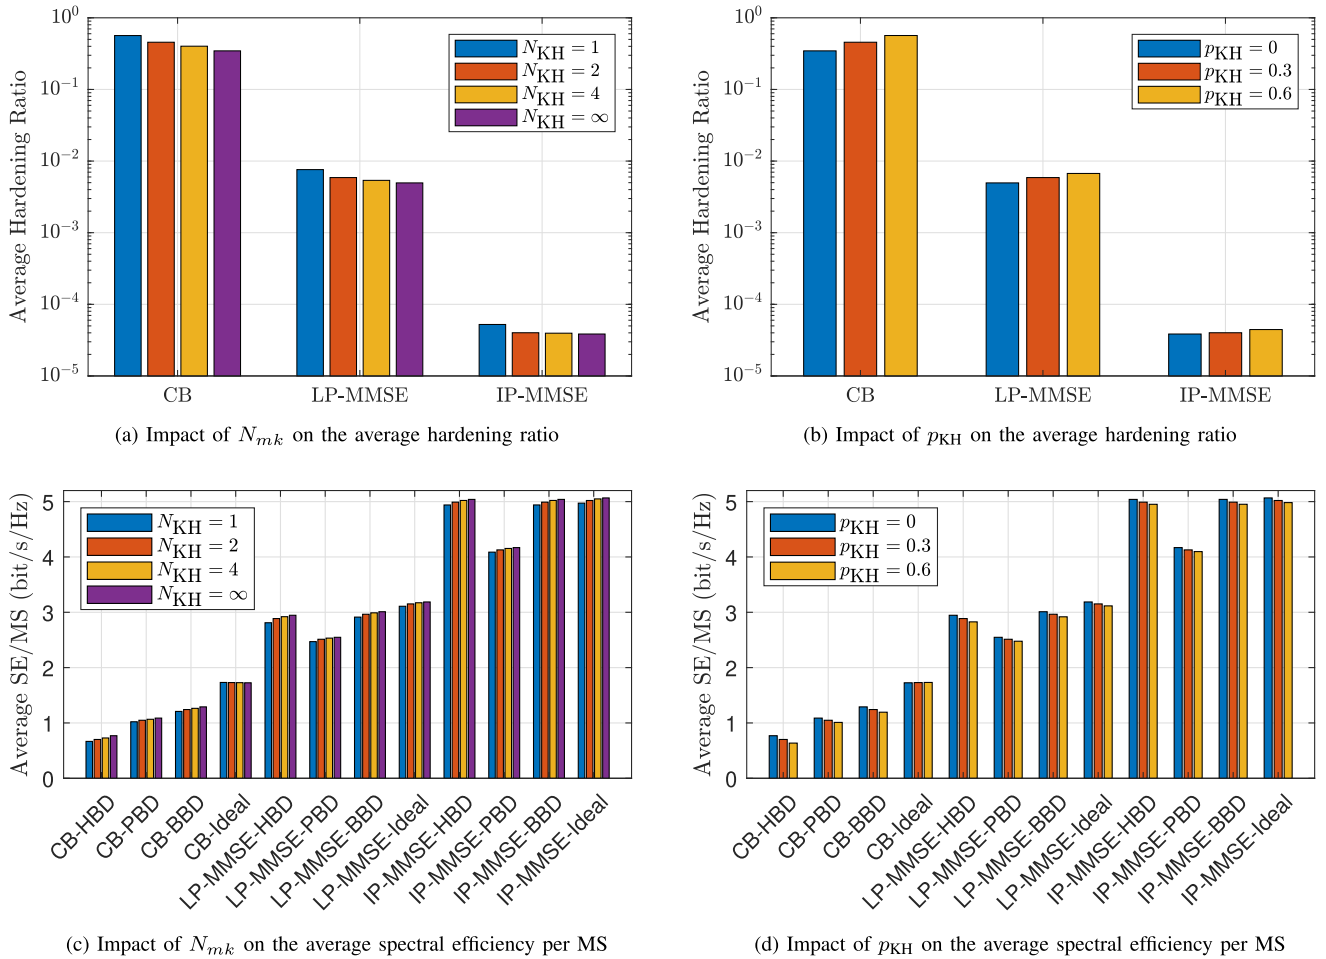 Average Hardening Ratio
10^0
10^-1
10^-2
10^-3
10^-4
10^-5
N_KH = 1
N_KH = 2
N_KH = 4
N_KH = ∞
CB
LP-MMSE
IP-MMSE
(a) Impact of N_mk on the average hardening ratio
Average Hardening Ratio
10^0
10^-1
10^-2
10^-3
10^-4
10^-5
p_KH = 0
p_KH = 0.3
p_KH = 0.6
CB
LP-MMSE
IP-MMSE
(b) Impact of p_KH on the average hardening ratio
Average SE/MS (bit/s/Hz)
5
4
3
2
1
0
N_KH = 1
N_KH = 2
N_KH = 4
N_KH = ∞
CB-HBD
CB-PBD
CB-BBD
CB-Ideal
LP-MMSE-HBD
LP-MMSE-PBD
LP-MMSE-BBD
LP-MMSE-Ideal
IP-MMSE-HBD
IP-MMSE-PBD
IP-MMSE-BBD
IP-MMSE-Ideal
(c) Impact of N_mk on the average spectral efficiency per MS
Average SE/MS (bit/s/Hz)
5
4
3
2
1
0
p_KH = 0
p_KH = 0.3
p_KH = 0.6
CB-HBD
CB-PBD
CB-BBD
CB-Ideal
LP-MMSE-HBD
LP-MMSE-PBD
LP-MMSE-BBD
LP-MMSE-Ideal
IP-MMSE-HBD
IP-MMSE-PBD
IP-MMSE-BBD
IP-MMSE-Ideal
(d) Impact of p_KH on the average spectral efficiency per MS